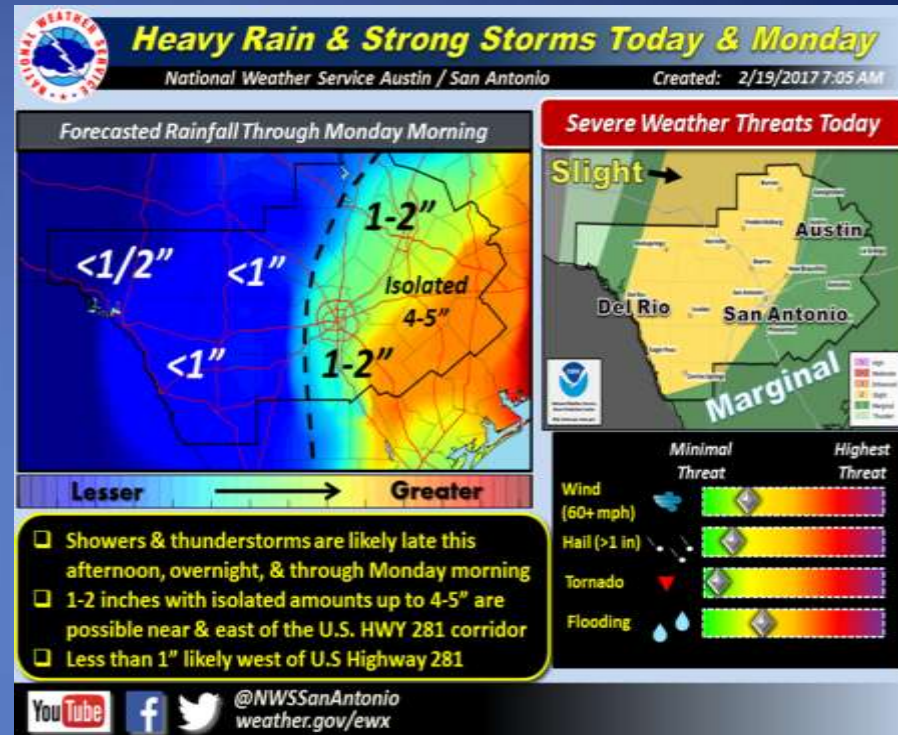 NATIONAL WEATHER SERVICE
Heavy Rain & Strong Storms Today & Monday
National Weather Service Austin / San Antonio
Created: 2/19/2017 7:05 AM
Forecasted Rainfall Through Monday Morning
<1/2"
<1"
<1"
1-2"
Isolated
4-5"
1-2"
Lesser
Greater
Severe Weather Threats Today
Slight
Austin
Del Rio
San Antonio
Marginal
Minimal
Threat
Highest
Threat
Wind
(60+ mph)
Hail (>1 in)
Tornado
Flooding
Showers & thunderstorms are likely late this
afternoon, overnight, & through Monday morning
1-2 inches with isolated amounts up to 4-5" are
possible near & east of the U.S. HWY 281 corridor
Less than 1" likely west of U.S Highway 281
YouTube
@NWSSanAntonio
weather.gov/ewx